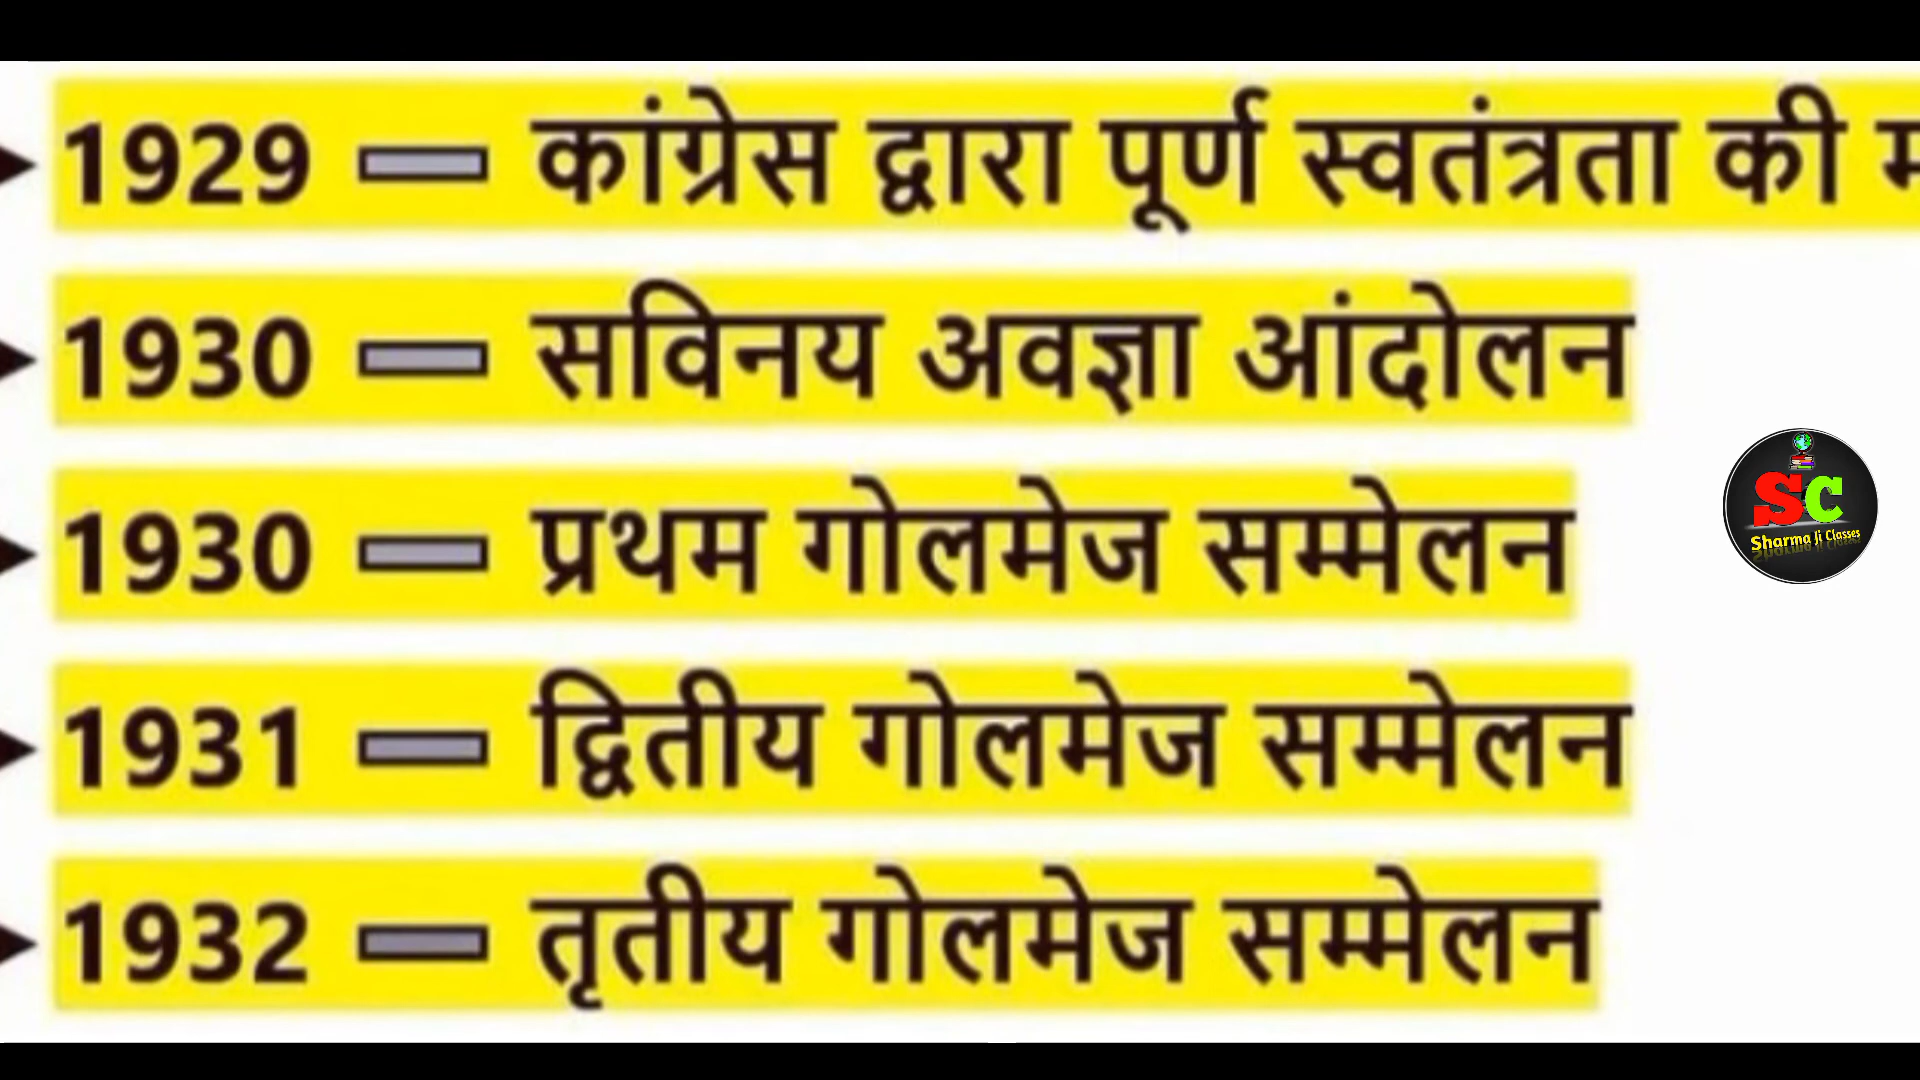 1929 — कांग्रेस द्वारा पूर्ण स्वतंत्रता की
1930 — सविनय अवज्ञा आंदोलन
1930 — प्रथम गोलमेज सम्मेलन
SC
Sharma Ji Classes
1931 — द्वितीय गोलमेज सम्मेलन
1932 — तृतीय गोलमेज सम्मेलन